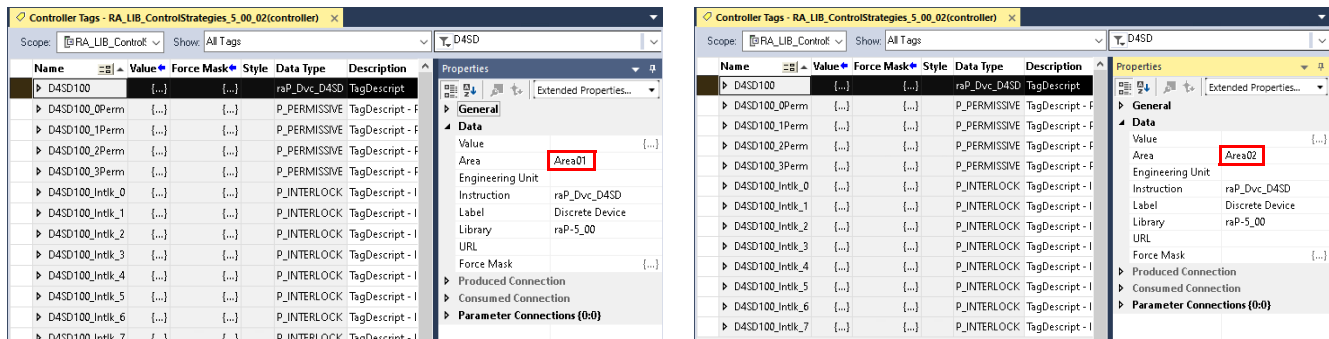 Controller Tags - RA_LIB_ControlStrategies_5_00_02(controller) ×
Scope: RA_LIB_Control Show: All Tags D4SD
Name Value Force Mask Style Data Type Description
D4SD100 {...} {...} raP_Dvc_D4SD TagDescript
D4SD100_0Perm {...} {...} P_PERMISSIVE TagDescript - P
D4SD100_1Perm {...} {...} P_PERMISSIVE TagDescript - P
D4SD100_2Perm {...} {...} P_PERMISSIVE TagDescript - P
D4SD100_3Perm {...} {...} P_PERMISSIVE TagDescript - P
D4SD100_Intlk_0 {...} {...} P_INTERLOCK TagDescript - I
D4SD100_Intlk_1 {...} {...} P_INTERLOCK TagDescript - I
D4SD100_Intlk_2 {...} {...} P_INTERLOCK TagDescript - I
D4SD100_Intlk_3 {...} {...} P_INTERLOCK TagDescript - I
D4SD100_Intlk_4 {...} {...} P_INTERLOCK TagDescript - I
D4SD100_Intlk_5 {...} {...} P_INTERLOCK TagDescript - I
D4SD100_Intlk_6 {...} {...} P_INTERLOCK TagDescript - I
D4SD100_Intlk_7 {...} {...} P_INTERLOCK TagDescript - I
Properties
Extended Properties...
General
Data
Value {...}
Area Area01
Engineering Unit
Instruction raP_Dvc_D4SD
Label Discrete Device
Library raP-5_00
URL
Force Mask {...}
Produced Connection
Consumed Connection
Parameter Connections {0:0}
Controller Tags - RA_LIB_ControlStrategies_5_00_02(controller) ×
Scope: RA_LIB_Control Show: All Tags D4SD
Name Value Force Mask Style Data Type Description
D4SD100 {...} {...} raP_Dvc_D4SD TagDescript
D4SD100_0Perm {...} {...} P_PERMISSIVE TagDescript - P
D4SD100_1Perm {...} {...} P_PERMISSIVE TagDescript - P
D4SD100_2Perm {...} {...} P_PERMISSIVE TagDescript - P
D4SD100_3Perm {...} {...} P_PERMISSIVE TagDescript - P
D4SD100_Intlk_0 {...} {...} P_INTERLOCK TagDescript - I
D4SD100_Intlk_1 {...} {...} P_INTERLOCK TagDescript - I
D4SD100_Intlk_2 {...} {...} P_INTERLOCK TagDescript - I
D4SD100_Intlk_3 {...} {...} P_INTERLOCK TagDescript - I
D4SD100_Intlk_4 {...} {...} P_INTERLOCK TagDescript - I
D4SD100_Intlk_5 {...} {...} P_INTERLOCK TagDescript - I
D4SD100_Intlk_6 {...} {...} P_INTERLOCK TagDescript - I
D4SD100_Intlk_7 {...} {...} P_INTERLOCK TagDescript - I
Properties
Extended Properties...
General
Data
Value {...}
Area Area02
Engineering Unit
Instruction raP_Dvc_D4SD
Label Discrete Device
Library raP-5_00
URL
Force Mask {...}
Produced Connection
Consumed Connection
Parameter Connections {0:0}